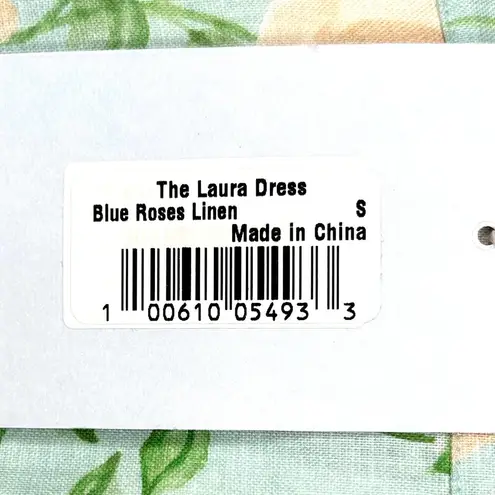 The Laura Dress
Blue Roses Linen S
Made in China
1 00610 05493 3